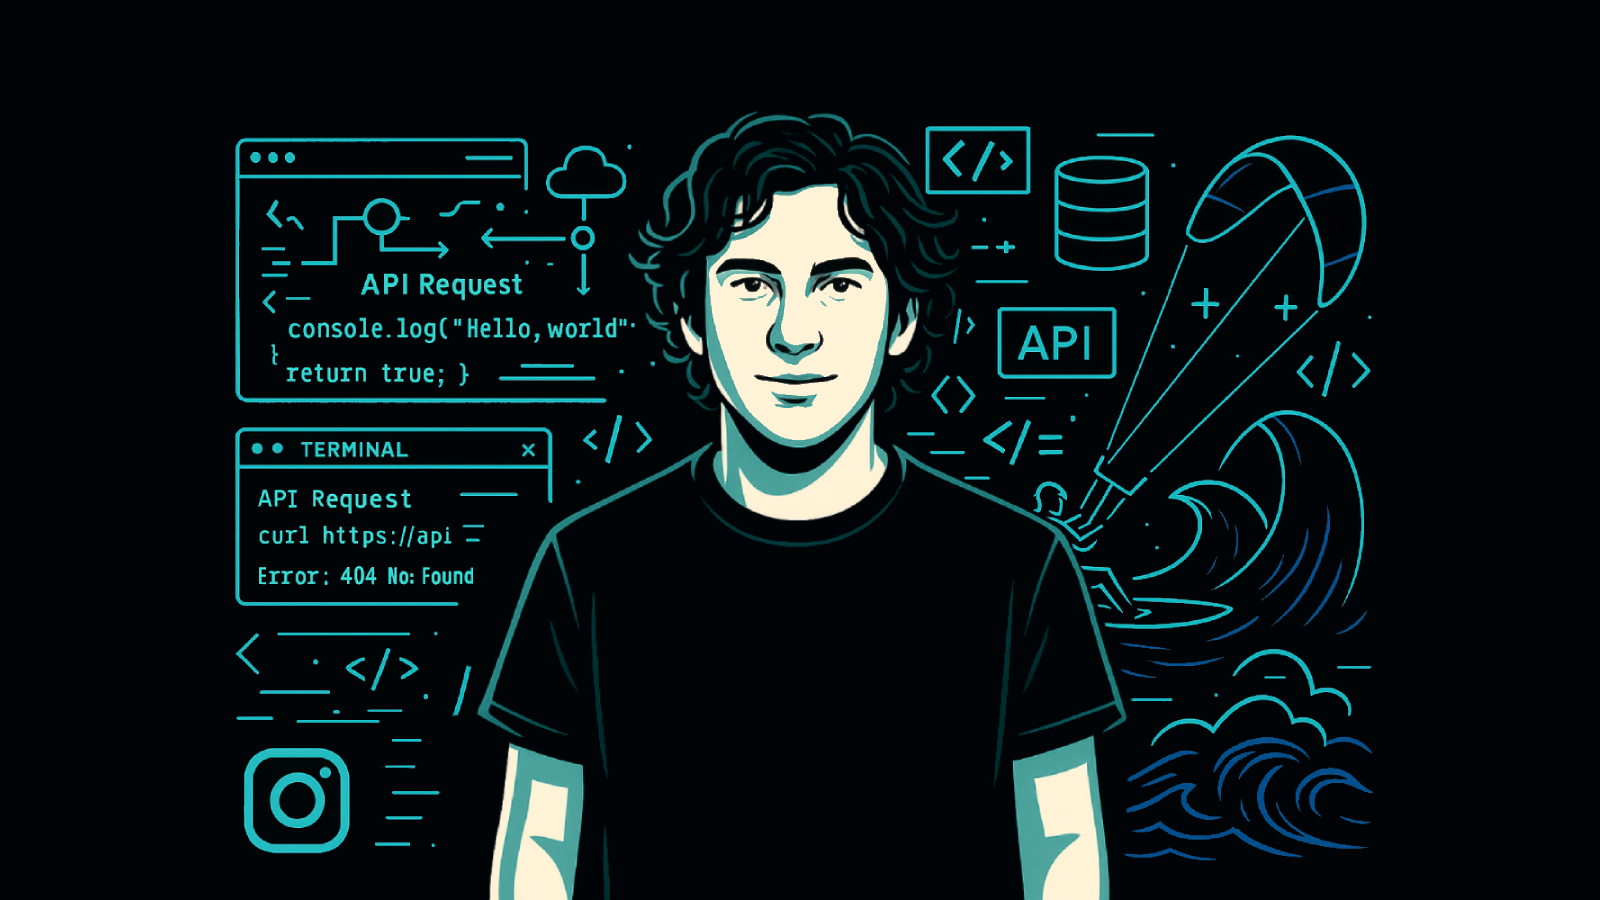 API Request
console.log("Hello, world"
}
return true; }
TERMINAL
API Request
curl https://api
Error: 404 No: Found
</>
</>
</>
API
/>
<>
</=
</>